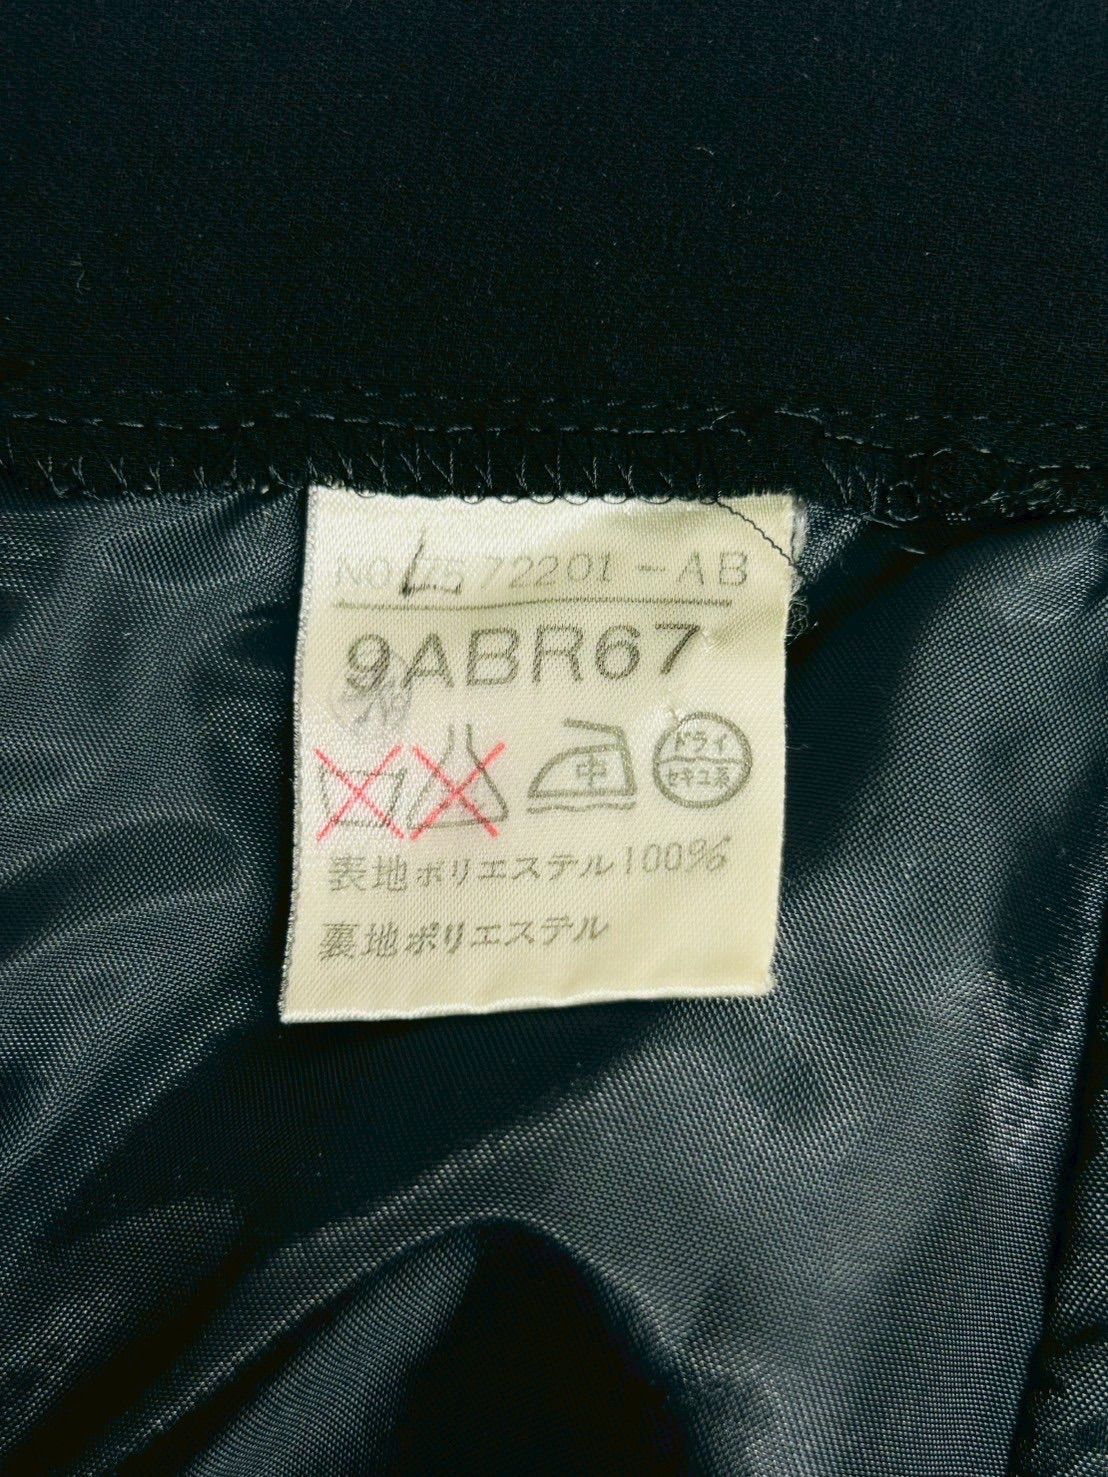 NO. 72201-AB
9ABR67
中
ドライ
セキユ系
表地ポリエステル100%
裏地ポリエステル